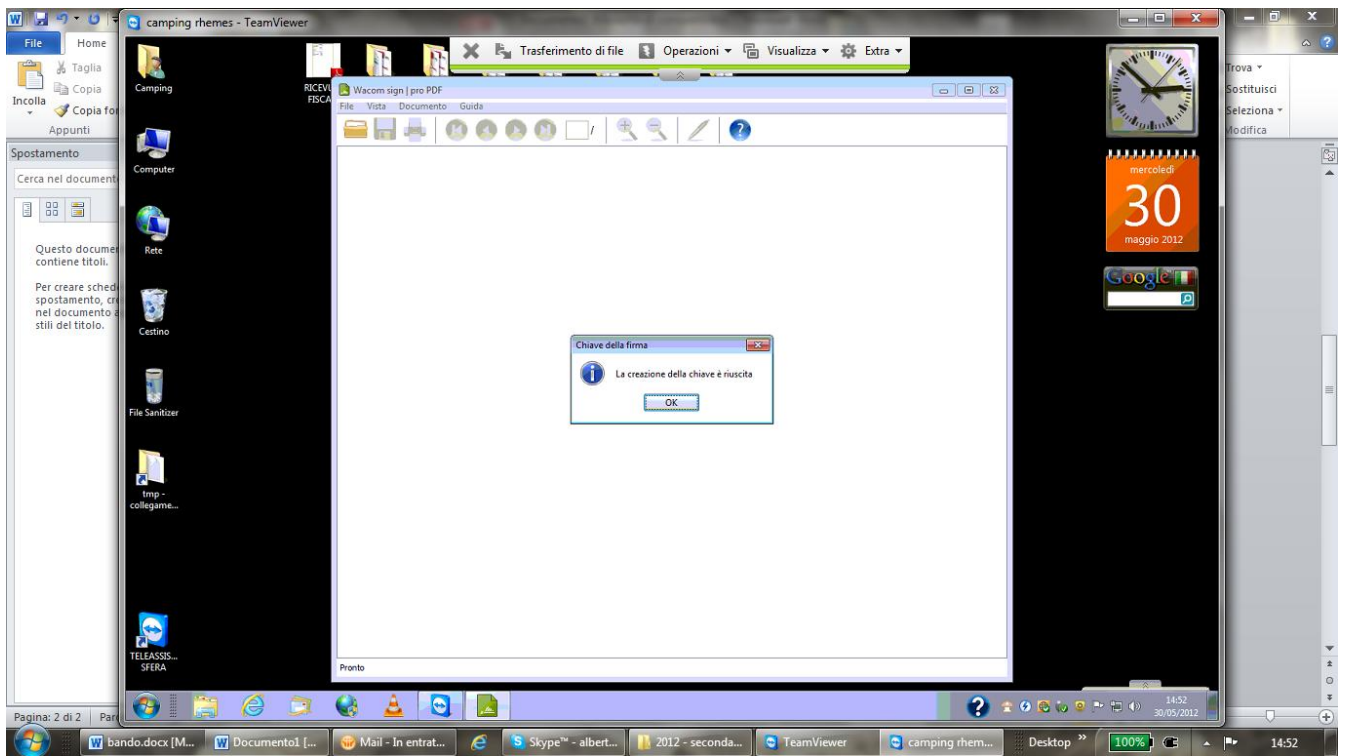 camping rhemes - TeamViewer
File
Home
Taglia
Copia
Incolla
Copia for
Appunti
Trova
Sostituisci
Seleziona
Modifica
Trasferimento di file
Operazioni
Visualizza
Extra
Spostamento
Cerca nel document
Questo docume
contiene titoli.
Per creare sched
spostamento, cre
nel documento a
stili del titolo.
Camping
Computer
Rete
Cestino
File Sanitizer
tmp -
collegame...
TELEASSIS...
SFERA
RICEVU
FISCA
Wacom sign | pro PDF
File Vista Documento Guida
/
Chiave della firma
La creazione della chiave è riuscita
OK
Pronto
mercoledì
30
maggio 2012
Google
14:52
30/05/2012
Pagina: 2 di 2
Par
bando.docx [M...
Documento1 [...
Mail - In entrat...
Skype™ - albert...
2012 - seconda...
TeamViewer
camping rhem...
Desktop
100%
14:52